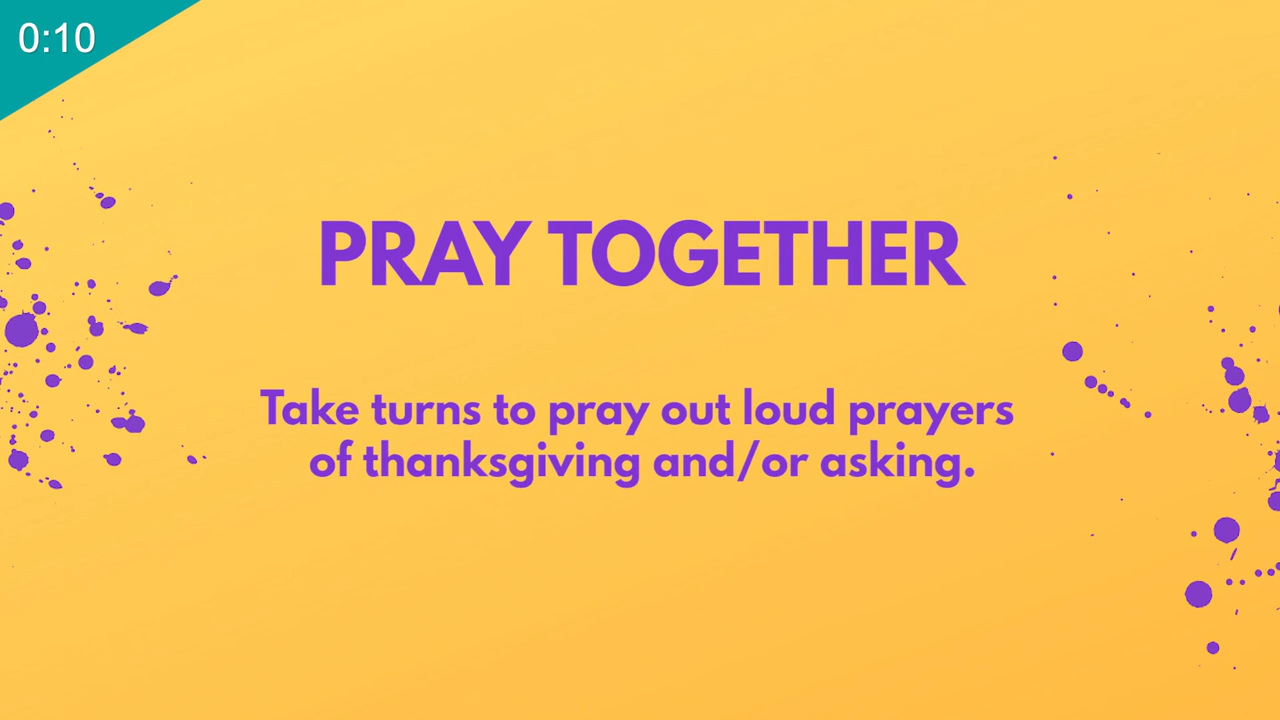 0:10
PRAY TOGETHER
Take turns to pray out loud prayers
of thanksgiving and/or asking.